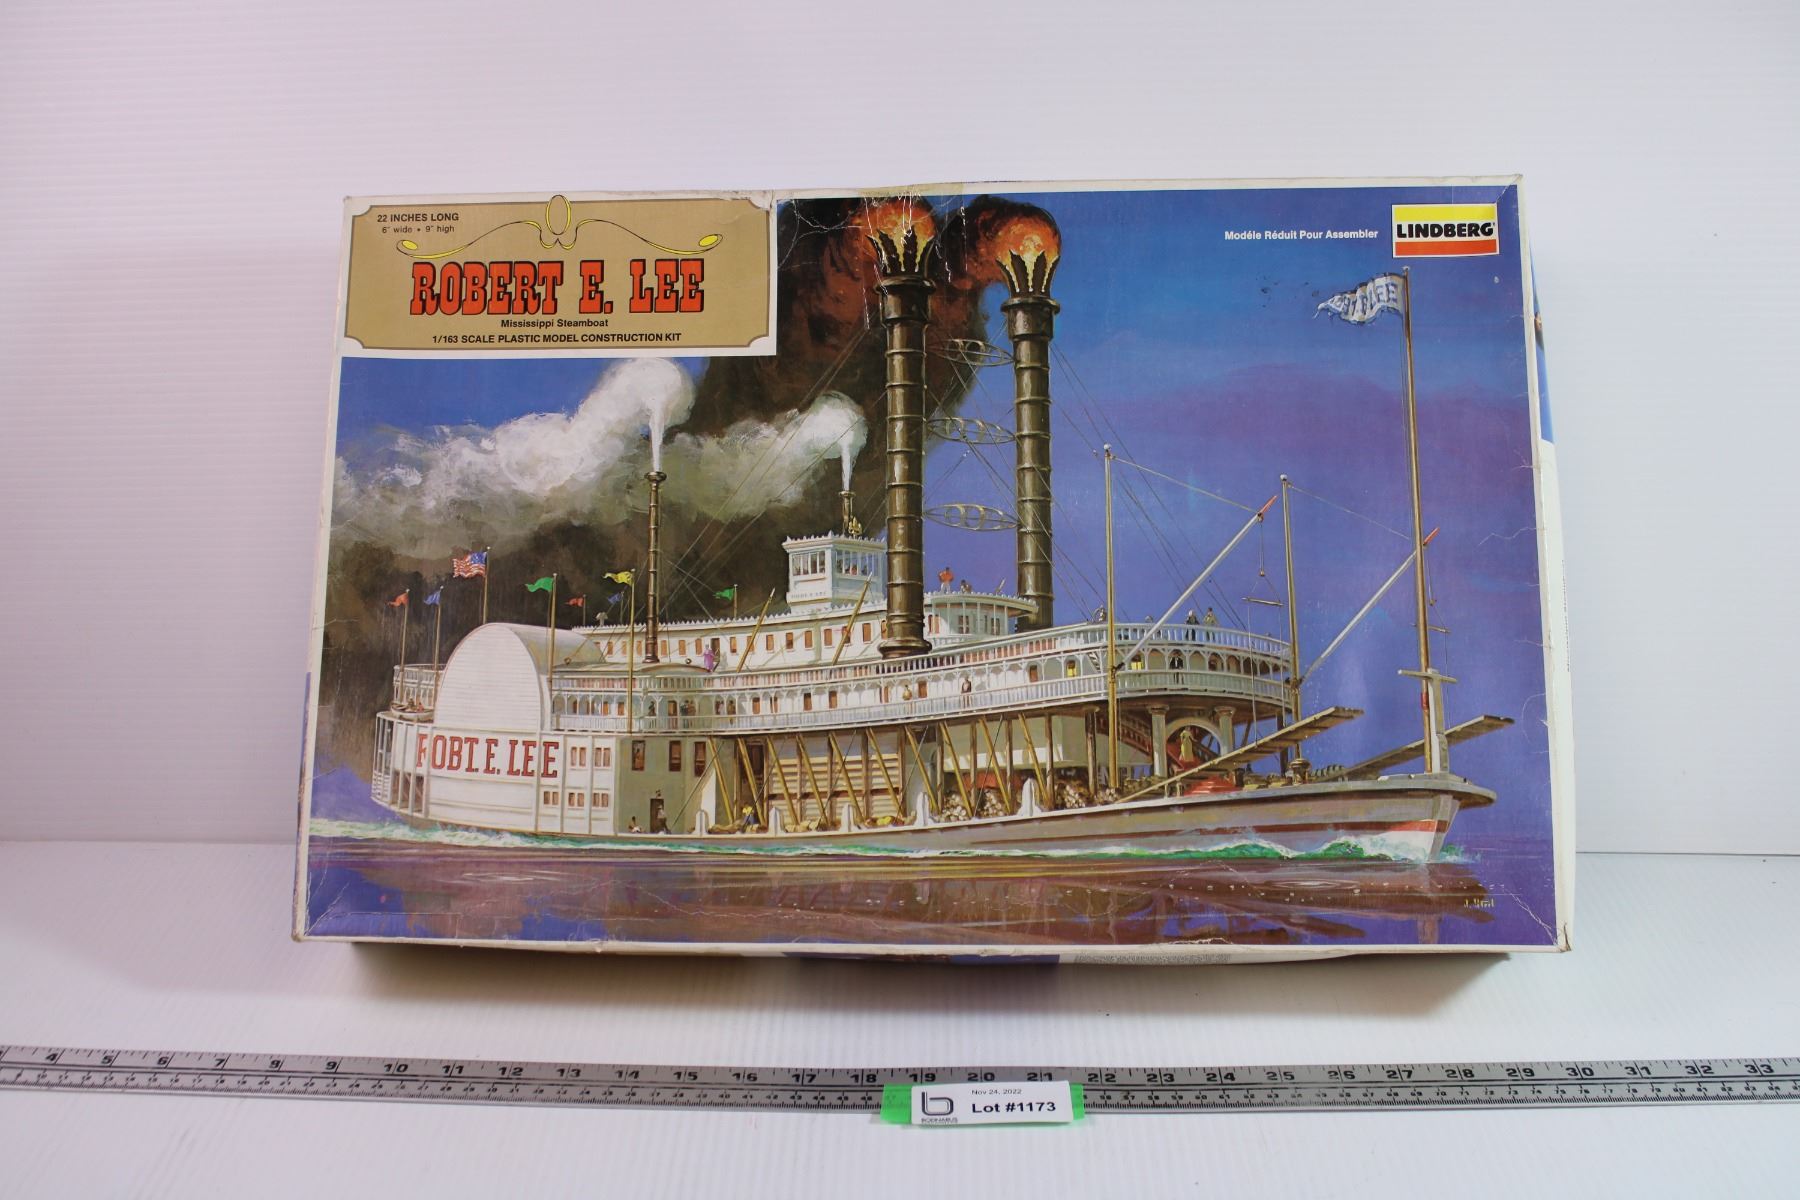 22 INCHES LONG
6" wide • 9" high
ROBERT E. LEE
Mississippi Steamboat
1/163 SCALE PLASTIC MODEL CONSTRUCTION KIT
Modéle Réduit Pour Assembler
LINDBERG
ROBT. E. LEE
4 5 6 7 8 9 10 11 12 13 14 15 16 17 18 19 20 21 22 23 24 25 26 27 28 29 30 31 32 33
Nov 24, 2022
Lot #1173